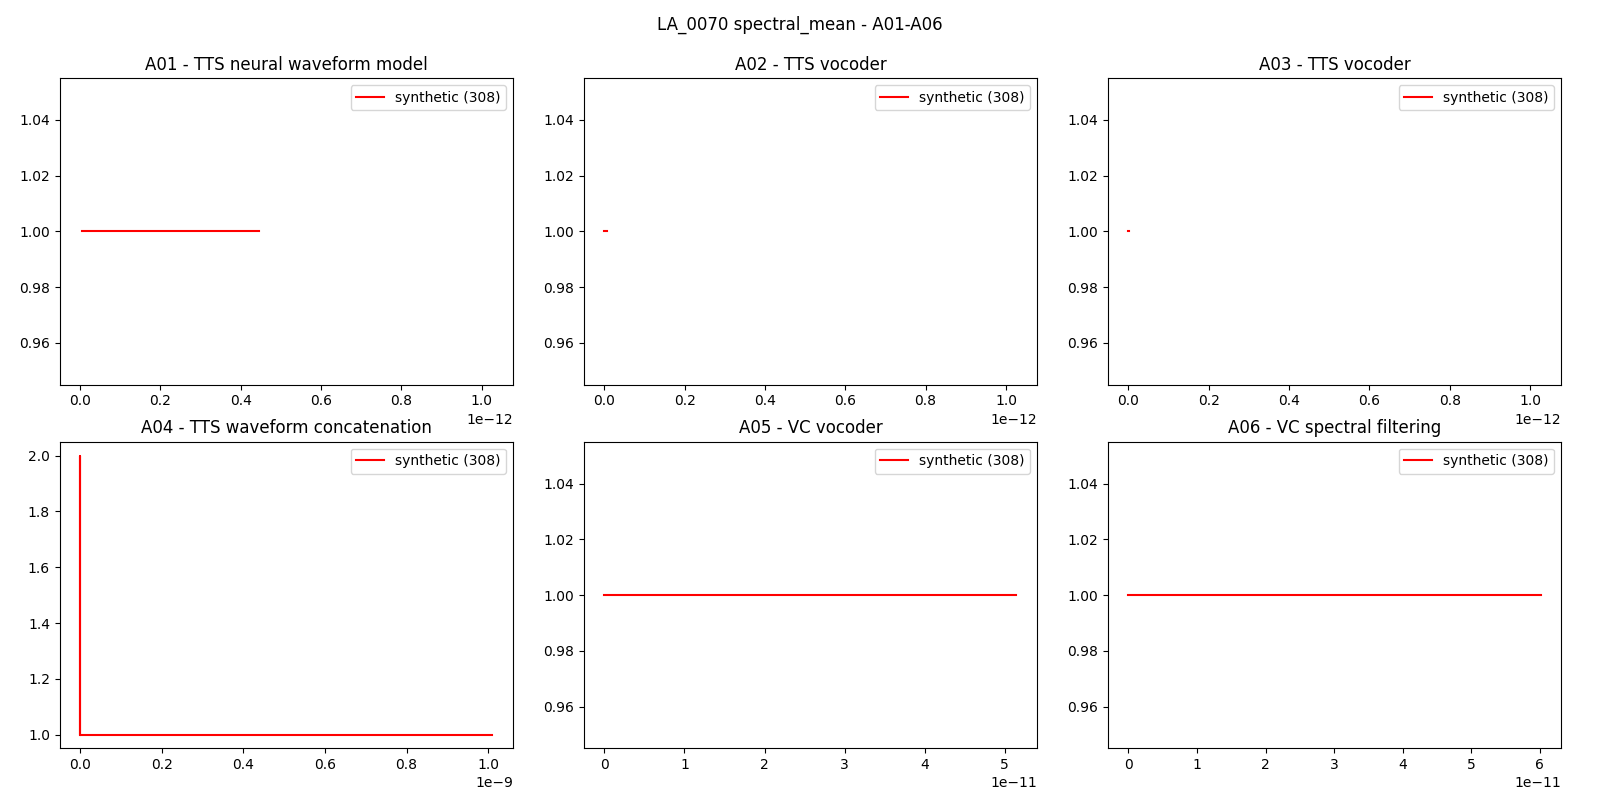 LA_0070 spectral_mean - A01-A06
A01 - TTS neural waveform model
synthetic (308)
1.04
1.02
1.00
0.98
0.96
0.0 0.2 0.4 0.6 0.8 1.0
1e−12
A02 - TTS vocoder
synthetic (308)
1.04
1.02
1.00
0.98
0.96
0.0 0.2 0.4 0.6 0.8 1.0
1e−12
A03 - TTS vocoder
synthetic (308)
1.04
1.02
1.00
0.98
0.96
0.0 0.2 0.4 0.6 0.8 1.0
1e−12
A04 - TTS waveform concatenation
synthetic (308)
2.0
1.8
1.6
1.4
1.2
1.0
0.0 0.2 0.4 0.6 0.8 1.0
1e−9
A05 - VC vocoder
synthetic (308)
1.04
1.02
1.00
0.98
0.96
0 1 2 3 4 5
1e−11
A06 - VC spectral filtering
synthetic (308)
1.04
1.02
1.00
0.98
0.96
0 1 2 3 4 5 6
1e−11